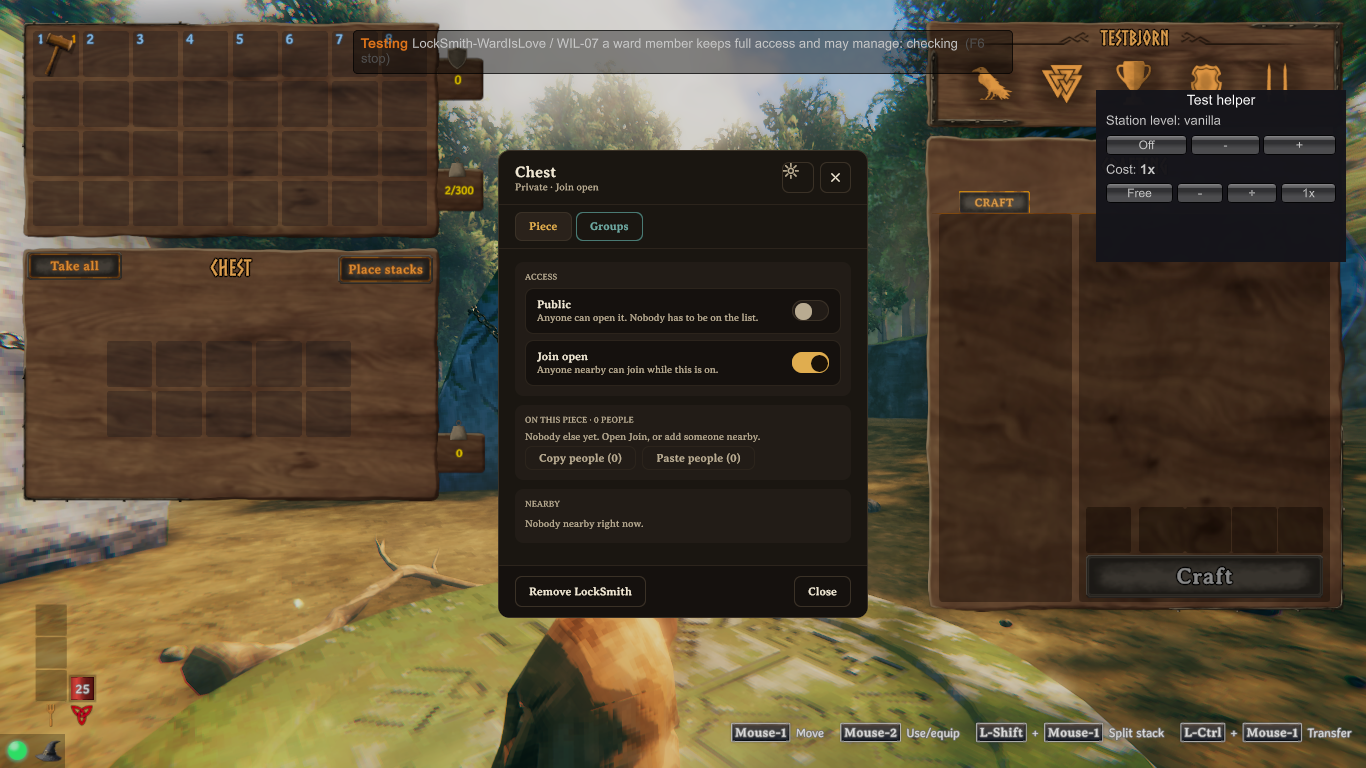 1 2 3 4 5 6 7 8
Testing LockSmith-WardIsLove / WIL-07 a ward member keeps full access and may manage: checking (F6
stop)
0
2/300
TESTBJORN
Test helper
Station level: vanilla
Off - +
Cost: 1x
Free - + 1x
Take all
CHEST
Place stacks
0
Chest
Private · Join open
Piece Groups
ACCESS
Public
Anyone can open it. Nobody has to be on the list.
Join open
Anyone nearby can join while this is on.
ON THIS PIECE · 0 PEOPLE
Nobody else yet. Open Join, or add someone nearby.
Copy people (0) Paste people (0)
NEARBY
Nobody nearby right now.
Remove LockSmith Close
CRAFT
Craft
25
Mouse-1 Move Mouse-2 Use/equip L-Shift + Mouse-1 Split stack L-Ctrl + Mouse-1 Transfer